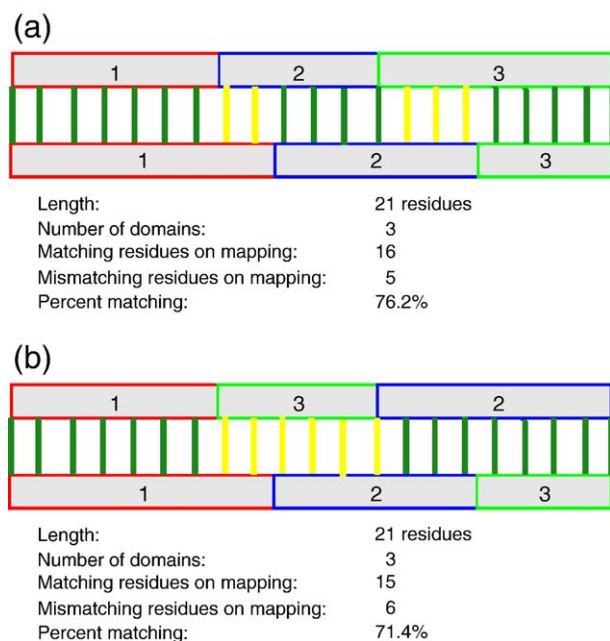 (a)
1 2 3
1 2 3
Length: 21 residues
Number of domains: 3
Matching residues on mapping: 16
Mismatching residues on mapping: 5
Percent matching: 76.2%
(b)
1 3 2
1 2 3
Length: 21 residues
Number of domains: 3
Matching residues on mapping: 15
Mismatching residues on mapping: 6
Percent matching: 71.4%